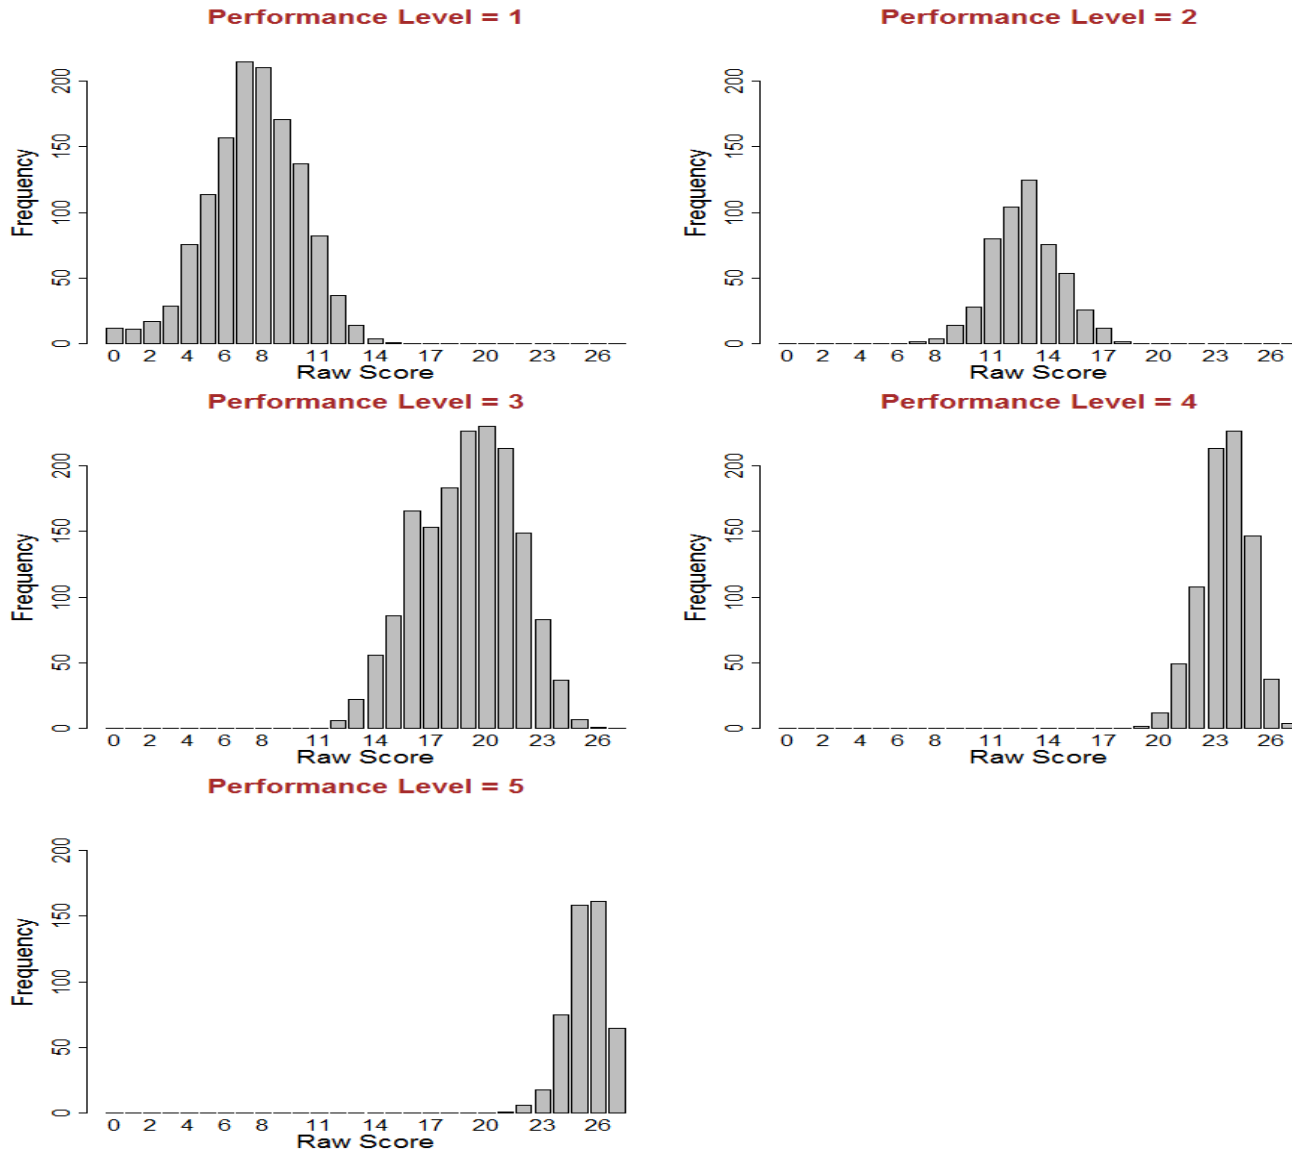 Performance Level = 1
Frequency
0 50 100 150 200
0 2 4 6 8 11 14 17 20 23 26
Raw Score
Performance Level = 2
Frequency
0 50 100 150 200
0 2 4 6 8 11 14 17 20 23 26
Raw Score
Performance Level = 3
Frequency
0 50 100 150 200
0 2 4 6 8 11 14 17 20 23 26
Raw Score
Performance Level = 4
Frequency
0 50 100 150 200
0 2 4 6 8 11 14 17 20 23 26
Raw Score
Performance Level = 5
Frequency
0 50 100 150 200
0 2 4 6 8 11 14 17 20 23 26
Raw Score